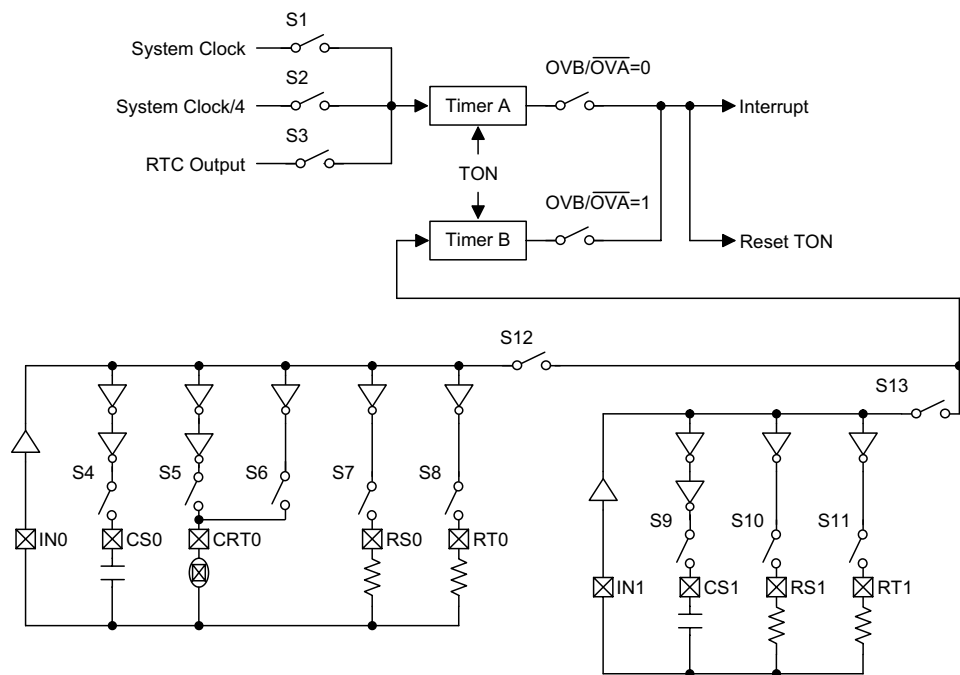 S1
System Clock
S2
OVB/OVA=0
System Clock/4
Timer A
Interrupt
S3
RTC Output
TON
OVB/OVA=1
Timer B
Reset TON
S12
S13
S4
S5
S6
S7
S8
S9
S10
S11
IN0
CS0
CRT0
RS0
RT0
IN1
CS1
RS1
RT1